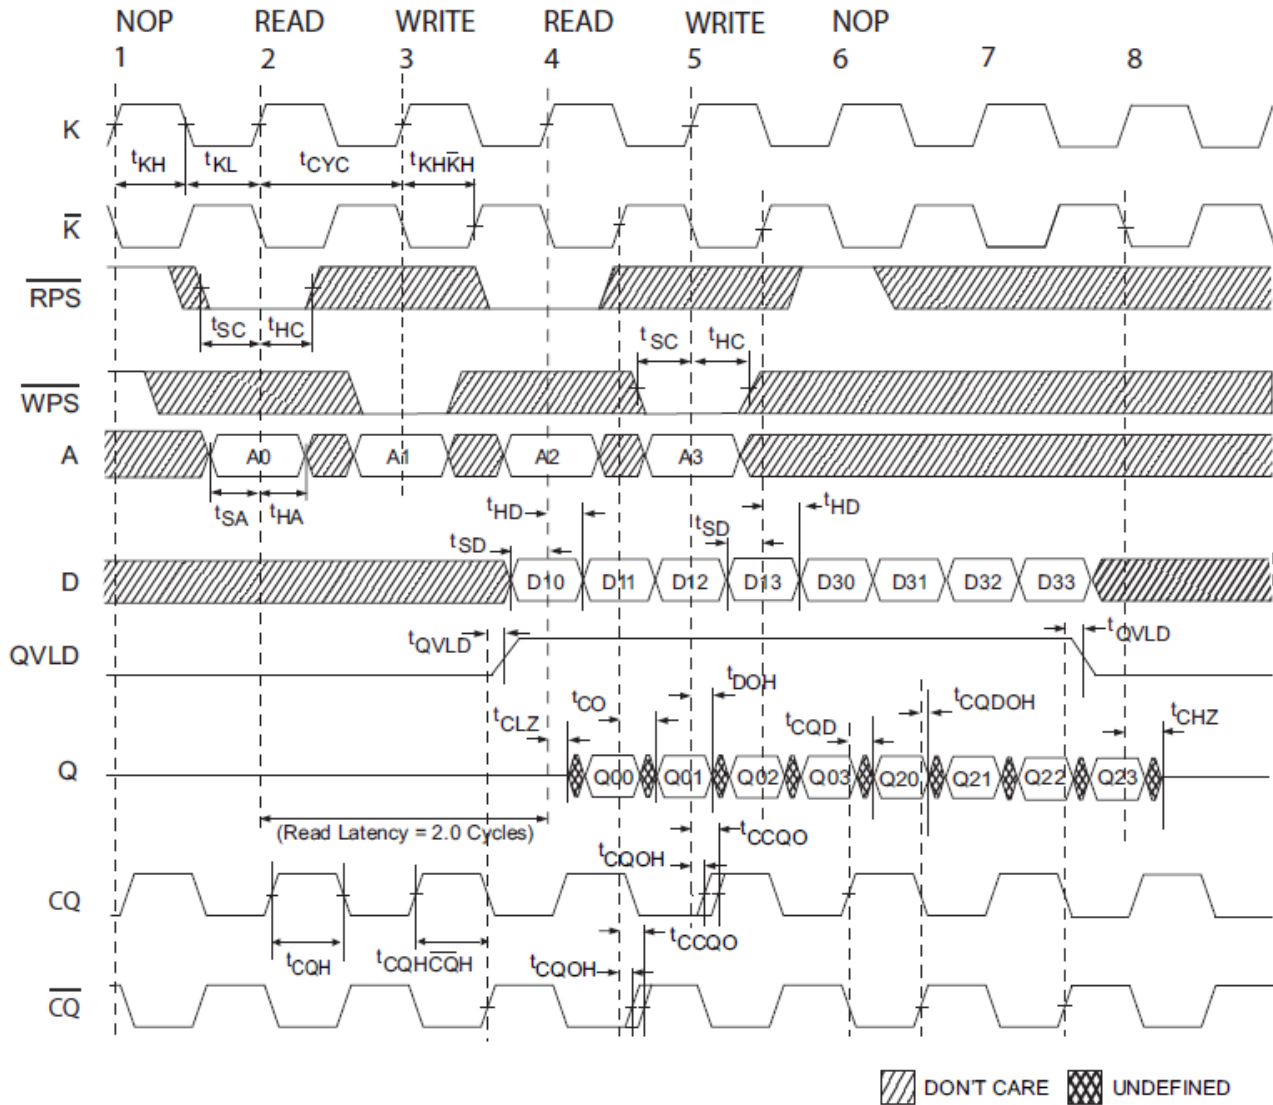 NOP READ WRITE READ WRITE NOP
1 2 3 4 5 6 7 8
K
tKH tKL tCYC tKHK̅H
K̅
R̅P̅S̅
tSC tHC tSC tHC
W̅P̅S̅
A A0 A1 A2 A3
tSA tHA tHD tSD tHD
tSD
D D10 D11 D12 D13 D30 D31 D32 D33
QVLD tQVLD tQVLD
tCLZ tCO tDOH tCQD tCQDOH tCHZ
Q Q00 Q01 Q02 Q03 Q20 Q21 Q22 Q23
(Read Latency = 2.0 Cycles)
tCCQO
tCQOH
CQ
tCQH tCQHC̅Q̅H tCCQO
tCQOH
C̅Q̅
DON'T CARE UNDEFINED